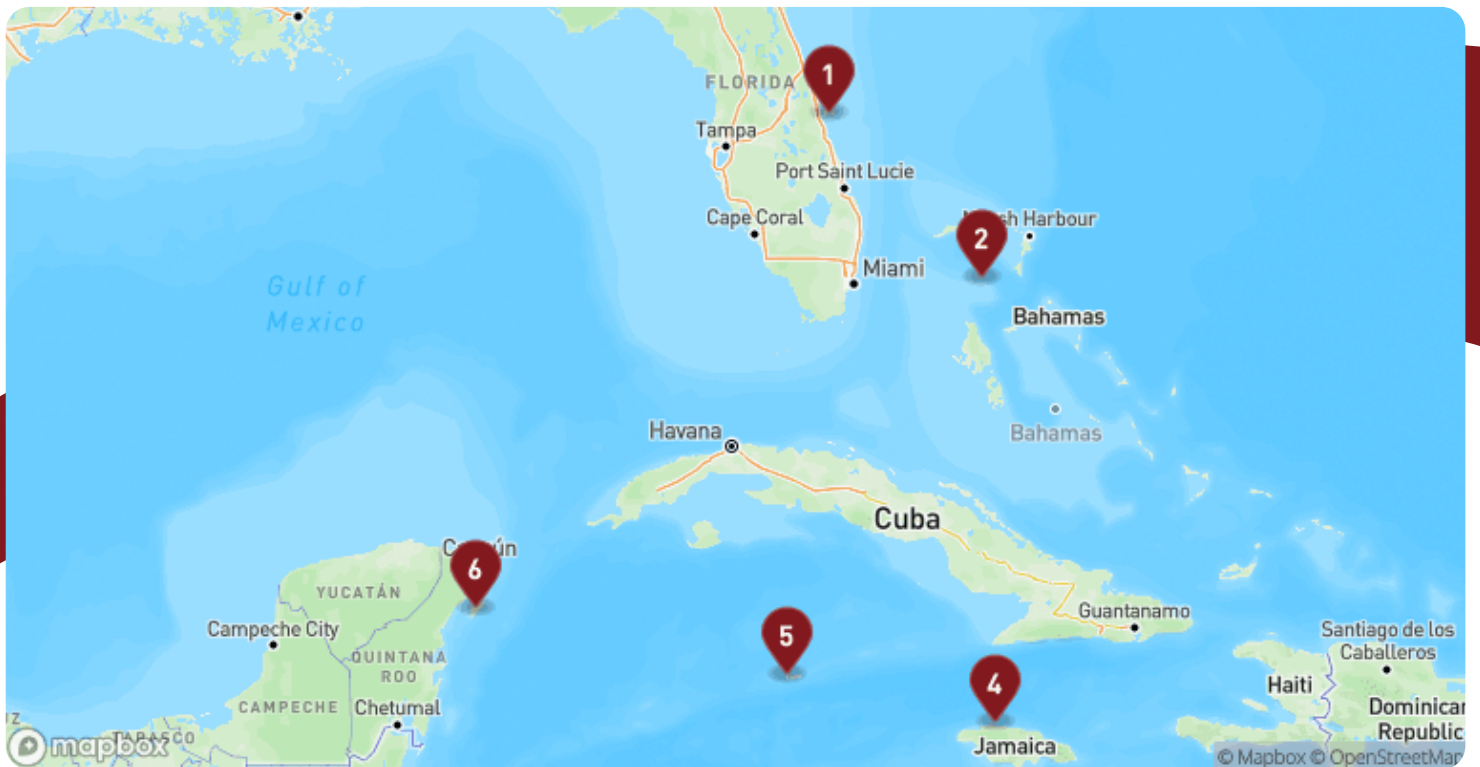 1
FLORIDA
Tampa
Port Saint Lucie
Cape Coral
sh Harbour
2
Miami
Gulf of
Mexico
Bahamas
Havana
Bahamas
Cuba
6
YUCATÁN
Campeche City
QUINTANA
ROO
5
Guantanamo
Santiago de los
Caballeros
4
Haiti
CAMPECHE
Chetumal
Dominican
Republic
Jamaica
mapbox
© Mapbox © OpenStreetMap